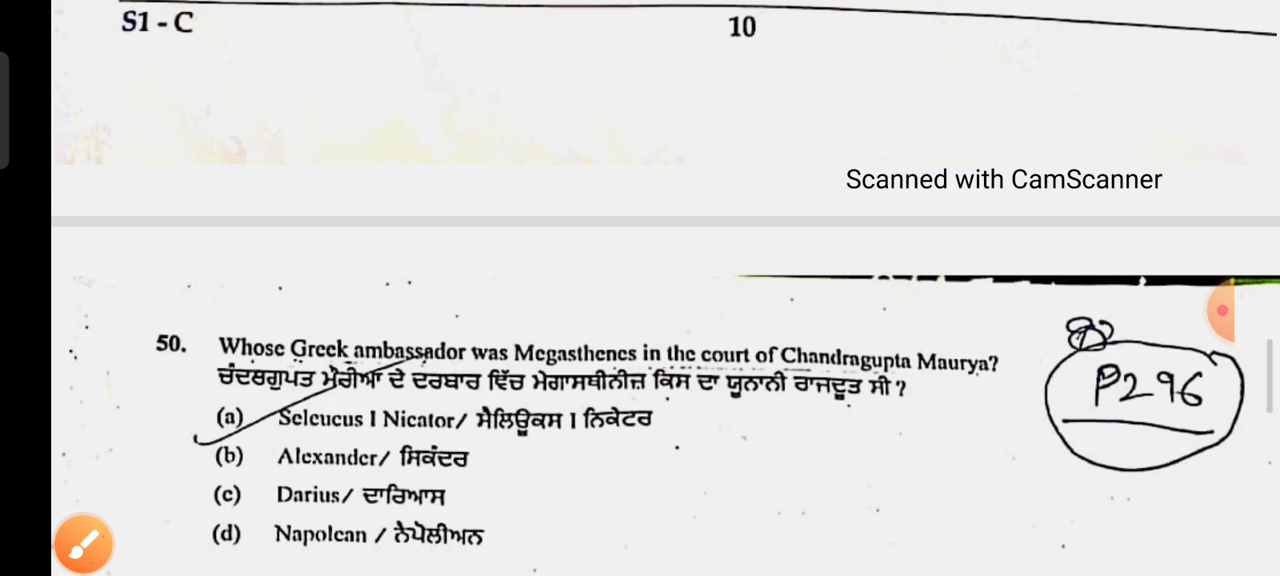 S1 - C
10
Scanned with CamScanner
50. Whose Greek ambassador was Megasthenes in the court of Chandragupta Maurya?
ਚੰਦਰਗੁਪਤ ਮੌਰੀਆ ਦੇ ਦਰਬਾਰ ਵਿੱਚ ਮੇਗਾਸਥੀਨੀਜ਼ ਕਿਸ ਦਾ ਯੂਨਾਨੀ ਰਾਜਦੂਤ ਸੀ ?
(a) Seleucus I Nicator/ ਸੈਲਿਊਕਸ I ਨਿਕੇਟਰ
(b) Alexander/ ਸਿਕੰਦਰ
(c) Darius/ ਦਾਰਿਆਸ
(d) Napolean / ਨੈਪੋਲੀਅਨ
P296